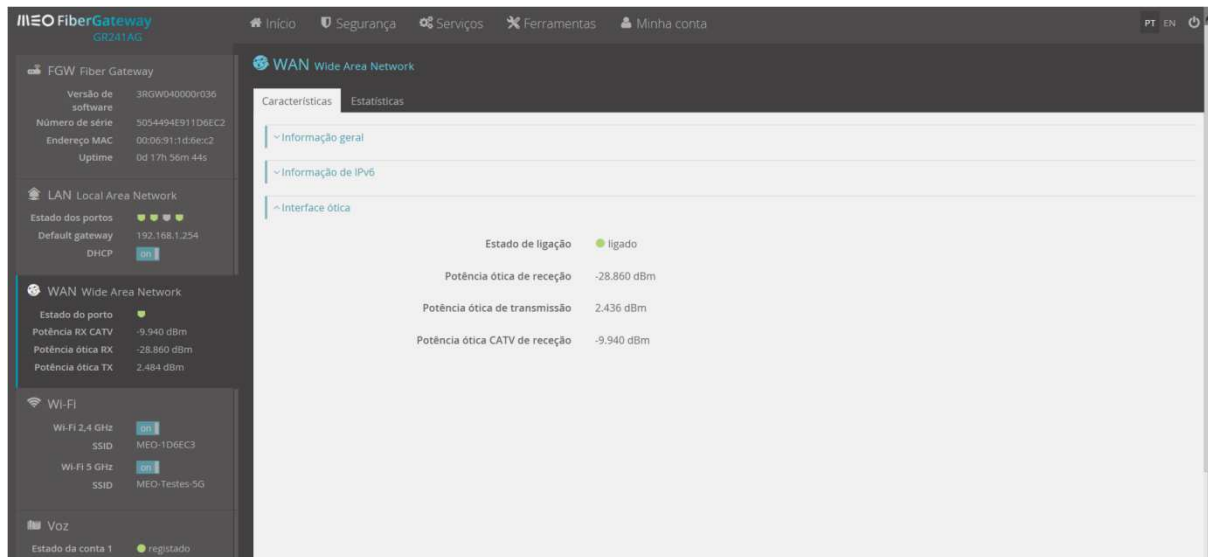 MEO FiberGateway
GR241AG
Início Segurança Serviços Ferramentas Minha conta
PT EN
FGW Fiber Gateway
Versão de software 3RGW040000r036
Número de série 5054494E911D6EC2
Endereço MAC 00:06:91:1d:6e:c2
Uptime 0d 17h 56m 44s
LAN Local Area Network
Estado dos portos
Default gateway 192.168.1.254
DHCP on
WAN Wide Area Network
Estado do porto
Potência RX CATV -9.940 dBm
Potência ótica RX -28.860 dBm
Potência ótica TX 2.484 dBm
Wi-Fi
Wi-Fi 2,4 GHz on
SSID MEO-1D6EC3
Wi-Fi 5 GHz on
SSID MEO-Testes-5G
Voz
Estado da conta 1 registado
WAN Wide Area Network
Características Estatísticas
Informação geral
Informação de IPv6
Interface ótica
Estado de ligação ligado
Potência ótica de receção -28.860 dBm
Potência ótica de transmissão 2.436 dBm
Potência ótica CATV de receção -9.940 dBm